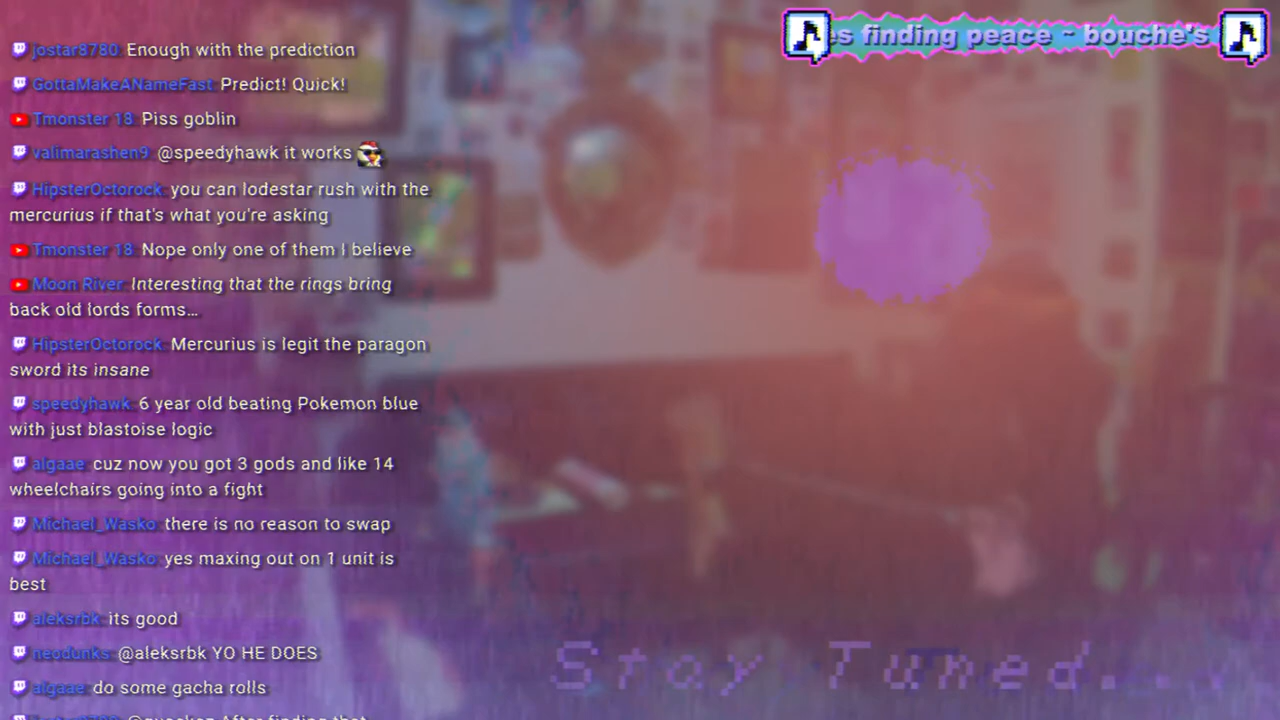 es finding peace ~ bouche's
jostar8780: Enough with the prediction
GottaMakeANameFast: Predict! Quick!
Tmonster 18: Piss goblin
valimarashen9: @speedyhawk it works
HipsterOctorock: you can lodestar rush with the
mercurius if that's what you're asking
Tmonster 18: Nope only one of them I believe
Moon River: Interesting that the rings bring
back old lords forms...
HipsterOctorock: Mercurius is legit the paragon
sword its insane
speedyhawk: 6 year old beating Pokemon blue
with just blastoise logic
algaae: cuz now you got 3 gods and like 14
wheelchairs going into a fight
Michael_Wasko: there is no reason to swap
Michael_Wasko: yes maxing out on 1 unit is
best
aleksrbk: its good
neodunks: @aleksrbk YO HE DOES
algaae: do some gacha rolls
After finding that
Stay Tuned...